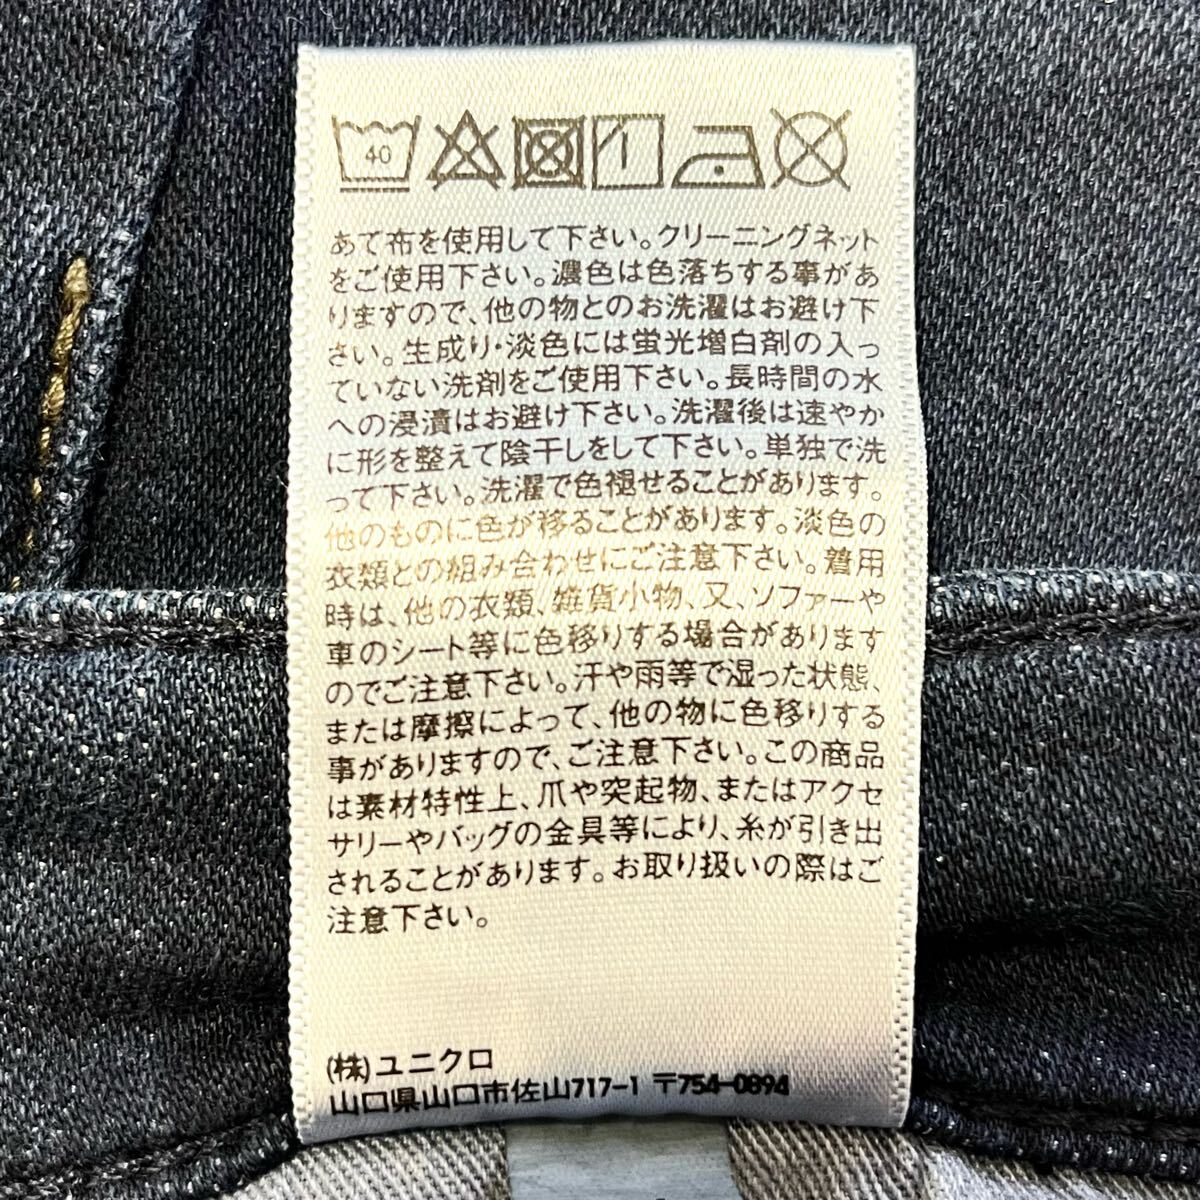 40
あて布を使用して下さい。クリーニングネット
をご使用下さい。濃色は色落ちする事があ
りますので、他の物とのお洗濯はお避け下
さい。生成り・淡色には蛍光増白剤の入っ
ていない洗剤をご使用下さい。長時間の水
への浸漬はお避け下さい。洗濯後は速やか
に形を整えて陰干しをして下さい。単独で洗
って下さい。洗濯で色褪せることがあります。
他のものに色が移ることがあります。淡色の
衣類との組み合わせにご注意下さい。着用
時は、他の衣類、雑貨小物、又、ソファーや
車のシート等に色移りする場合があります
のでご注意下さい。汗や雨等で湿った状態、
または摩擦によって、他の物に色移りする
事がありますので、ご注意下さい。この商品
は素材特性上、爪や突起物、またはアクセ
サリーやバッグの金具等により、糸が引き出
されることがあります。お取り扱いの際はご
注意下さい。
(株)ユニクロ
山口県山口市佐山717-1 〒754-0894